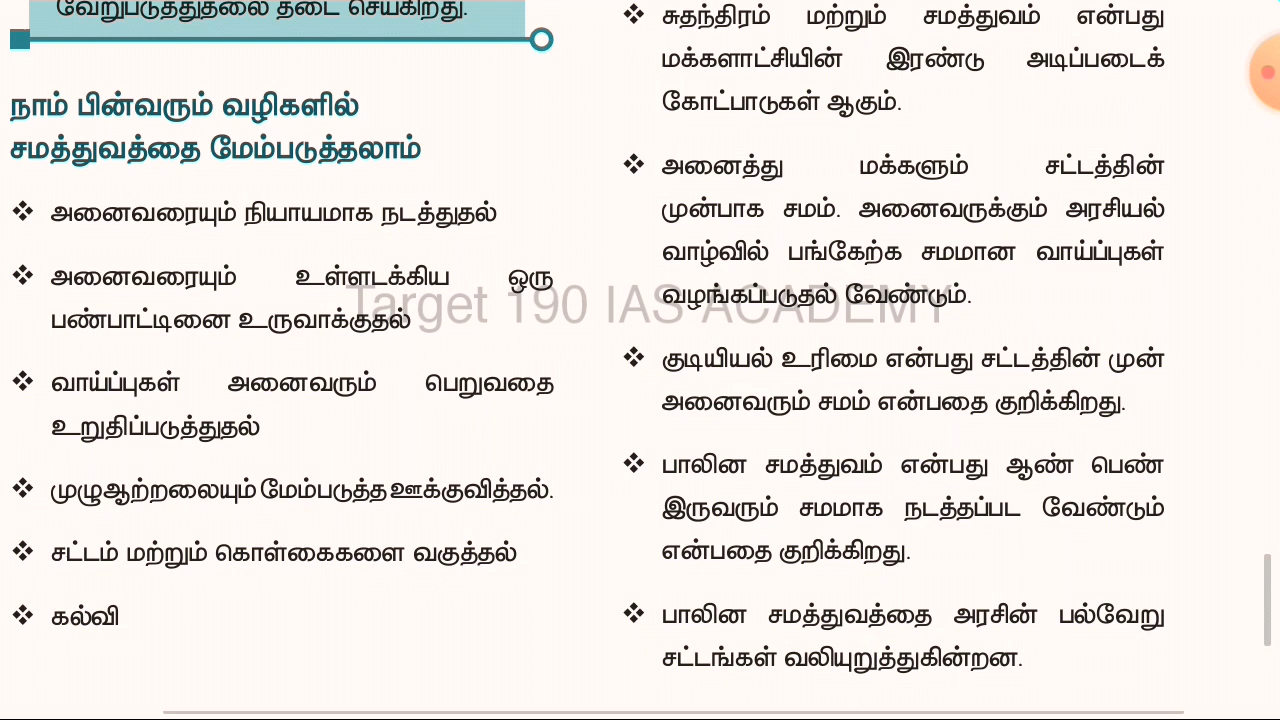 வேறுபடுத்துதலை தடை செய்கிறது.
நாம் பின்வரும் வழிகளில்
சமத்துவத்தை மேம்படுத்தலாம்
❖ அனைவரையும் நியாயமாக நடத்துதல்
❖ அனைவரையும் உள்ளடக்கிய ஒரு
பண்பாட்டினை உருவாக்குதல்
❖ வாய்ப்புகள் அனைவரும் பெறுவதை
உறுதிப்படுத்துதல்
❖ முழுஆற்றலையும் மேம்படுத்த ஊக்குவித்தல்.
❖ சட்டம் மற்றும் கொள்கைகளை வகுத்தல்
❖ கல்வி
❖ சுதந்திரம் மற்றும் சமத்துவம் என்பது
மக்களாட்சியின் இரண்டு அடிப்படைக்
கோட்பாடுகள் ஆகும்.
❖ அனைத்து மக்களும் சட்டத்தின்
முன்பாக சமம். அனைவருக்கும் அரசியல்
வாழ்வில் பங்கேற்க சமமான வாய்ப்புகள்
வழங்கப்படுதல் வேண்டும்.
❖ குடியியல் உரிமை என்பது சட்டத்தின் முன்
அனைவரும் சமம் என்பதை குறிக்கிறது.
❖ பாலின சமத்துவம் என்பது ஆண் பெண்
இருவரும் சமமாக நடத்தப்பட வேண்டும்
என்பதை குறிக்கிறது.
❖ பாலின சமத்துவத்தை அரசின் பல்வேறு
சட்டங்கள் வலியுறுத்துகின்றன.
Target 190 IAS ACADEMY